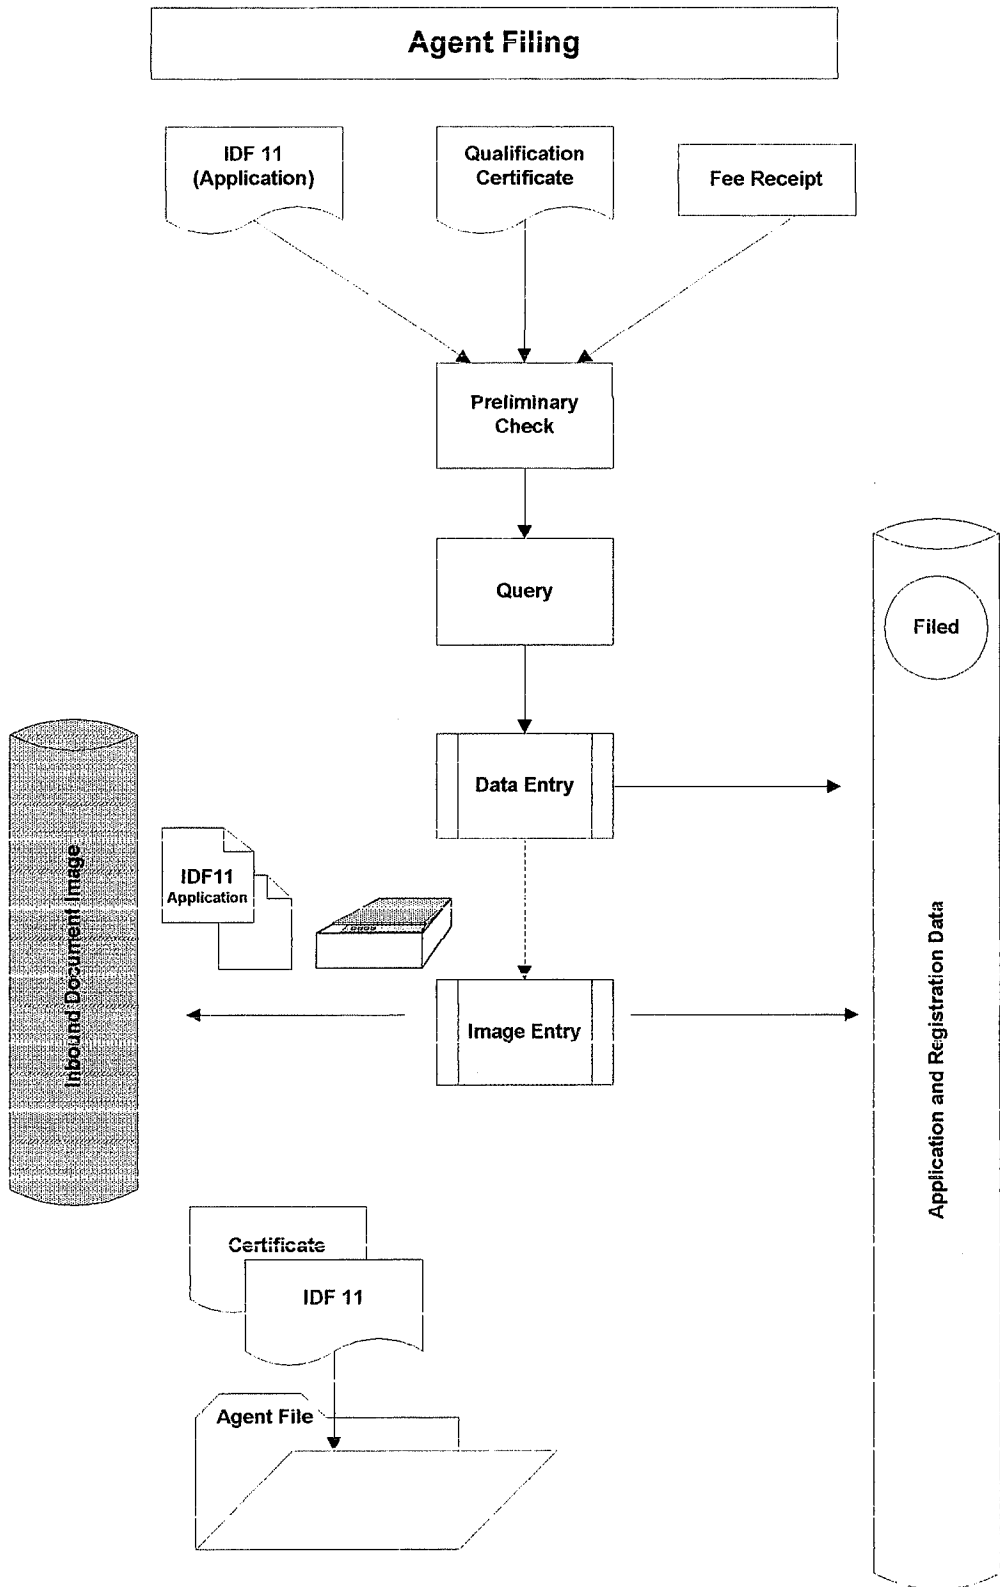 Agent Filing
IDF 11
(Application)
Qualification
Certificate
Fee Receipt
Preliminary
Check
Query
Filed
Data Entry
IDF11
Application
Inbound Document Image
Image Entry
Application and Registration Data
Certificate
IDF 11
Agent File